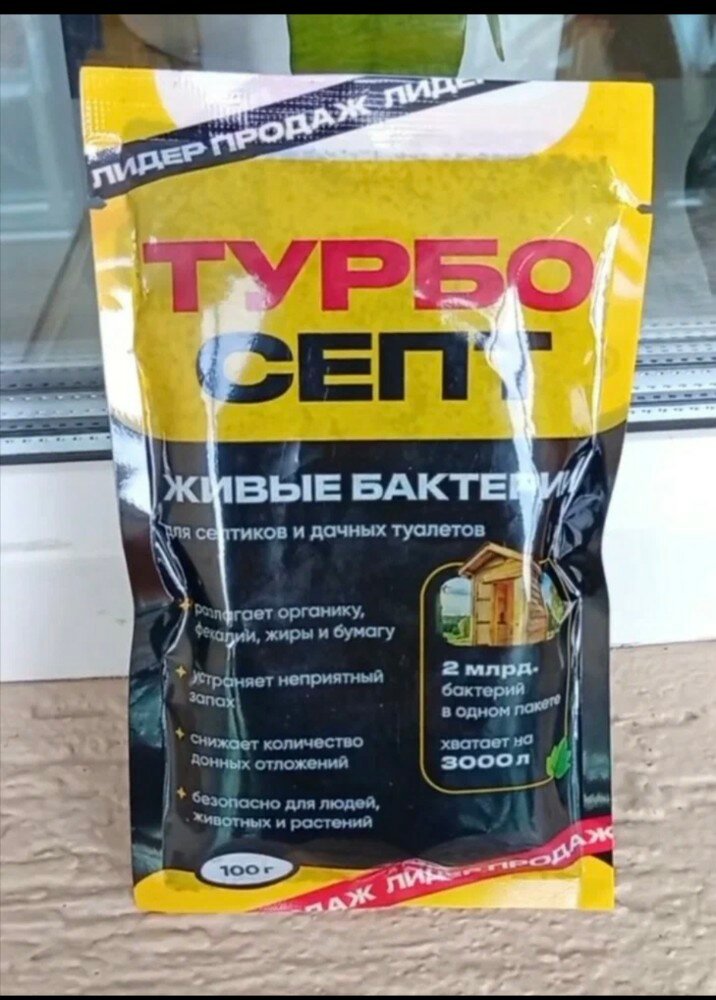 ЛИДЕР ПРОДАЖ ЛИДЕР
ТУРБО
СЕПТ
ЖИВЫЕ БАКТЕРИИ
для септиков и дачных туалетов
разлагает органику,
фекалии, жиры и бумагу
устраняет неприятный
запах
снижает количество
донных отложений
безопасно для людей,
животных и растений
2 млрд.
бактерий
в одном пакете
хватает на
3000 л
100 г
ДАЖ ЛИДЕР ПРОДАЖ